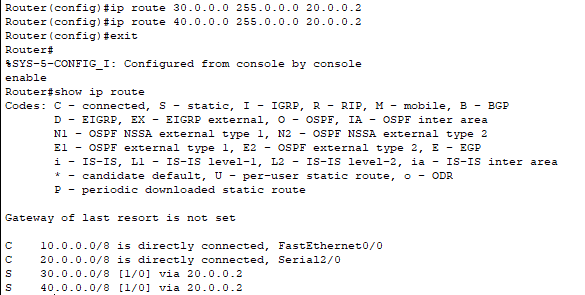 Router(config)#ip route 30.0.0.0 255.0.0.0 20.0.0.2
Router(config)#ip route 40.0.0.0 255.0.0.0 20.0.0.2
Router(config)#exit
Router#
%SYS-5-CONFIG_I: Configured from console by console
enable
Router#show ip route
Codes: C - connected, S - static, I - IGRP, R - RIP, M - mobile, B - BGP
       D - EIGRP, EX - EIGRP external, O - OSPF, IA - OSPF inter area
       N1 - OSPF NSSA external type 1, N2 - OSPF NSSA external type 2
       E1 - OSPF external type 1, E2 - OSPF external type 2, E - EGP
       i - IS-IS, L1 - IS-IS level-1, L2 - IS-IS level-2, ia - IS-IS inter area
       * - candidate default, U - per-user static route, o - ODR
       P - periodic downloaded static route
Gateway of last resort is not set
C    10.0.0.0/8 is directly connected, FastEthernet0/0
C    20.0.0.0/8 is directly connected, Serial2/0
S    30.0.0.0/8 [1/0] via 20.0.0.2
S    40.0.0.0/8 [1/0] via 20.0.0.2